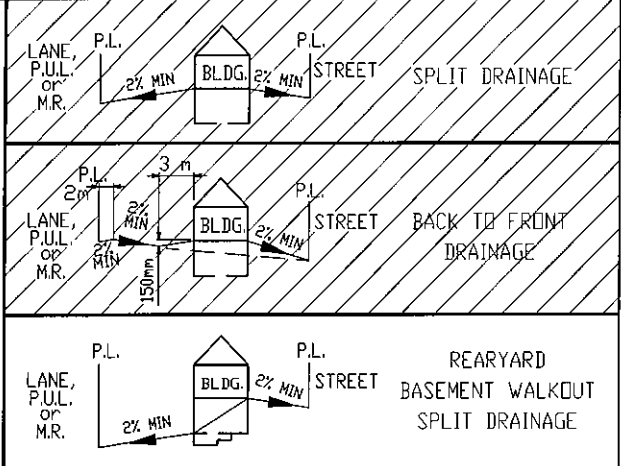 P.L.
P.L.
LANE,
P.U.L.
or
M.R.
2% MIN
BLDG.
2% MIN
STREET
SPLIT DRAINAGE
3 m
P.L.
2m
P.L.
LANE,
P.U.L.
or
M.R.
2%
MIN
2%
MIN
150mm
BLDG.
2% MIN
STREET
BACK TO FRONT
DRAINAGE
P.L.
P.L.
LANE,
P.U.L.
or
M.R.
2% MIN
BLDG.
2% MIN
STREET
REARYARD
BASEMENT WALKOUT
SPLIT DRAINAGE